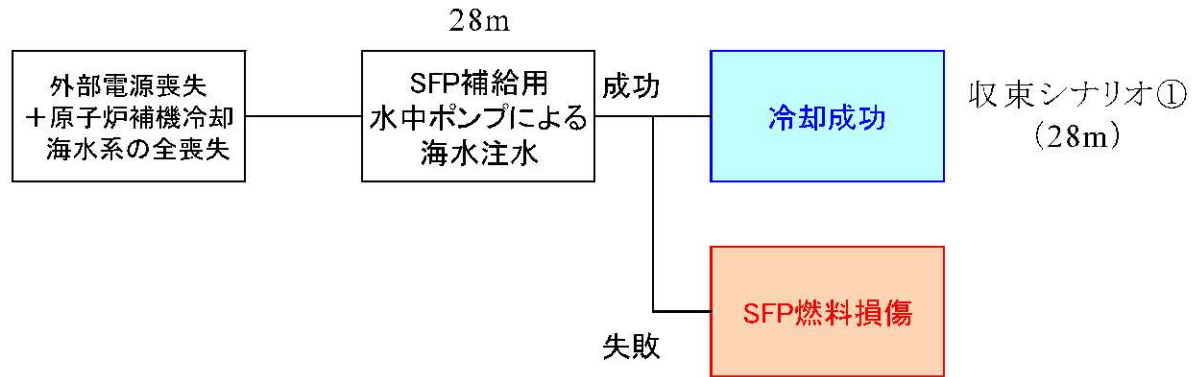 28m
外部電源喪失
+原子炉補機冷却
海水系の全喪失
SFP補給用
水中ポンプによる
海水注水
成功
冷却成功
収束シナリオ①
(28m)
失敗
SFP燃料損傷